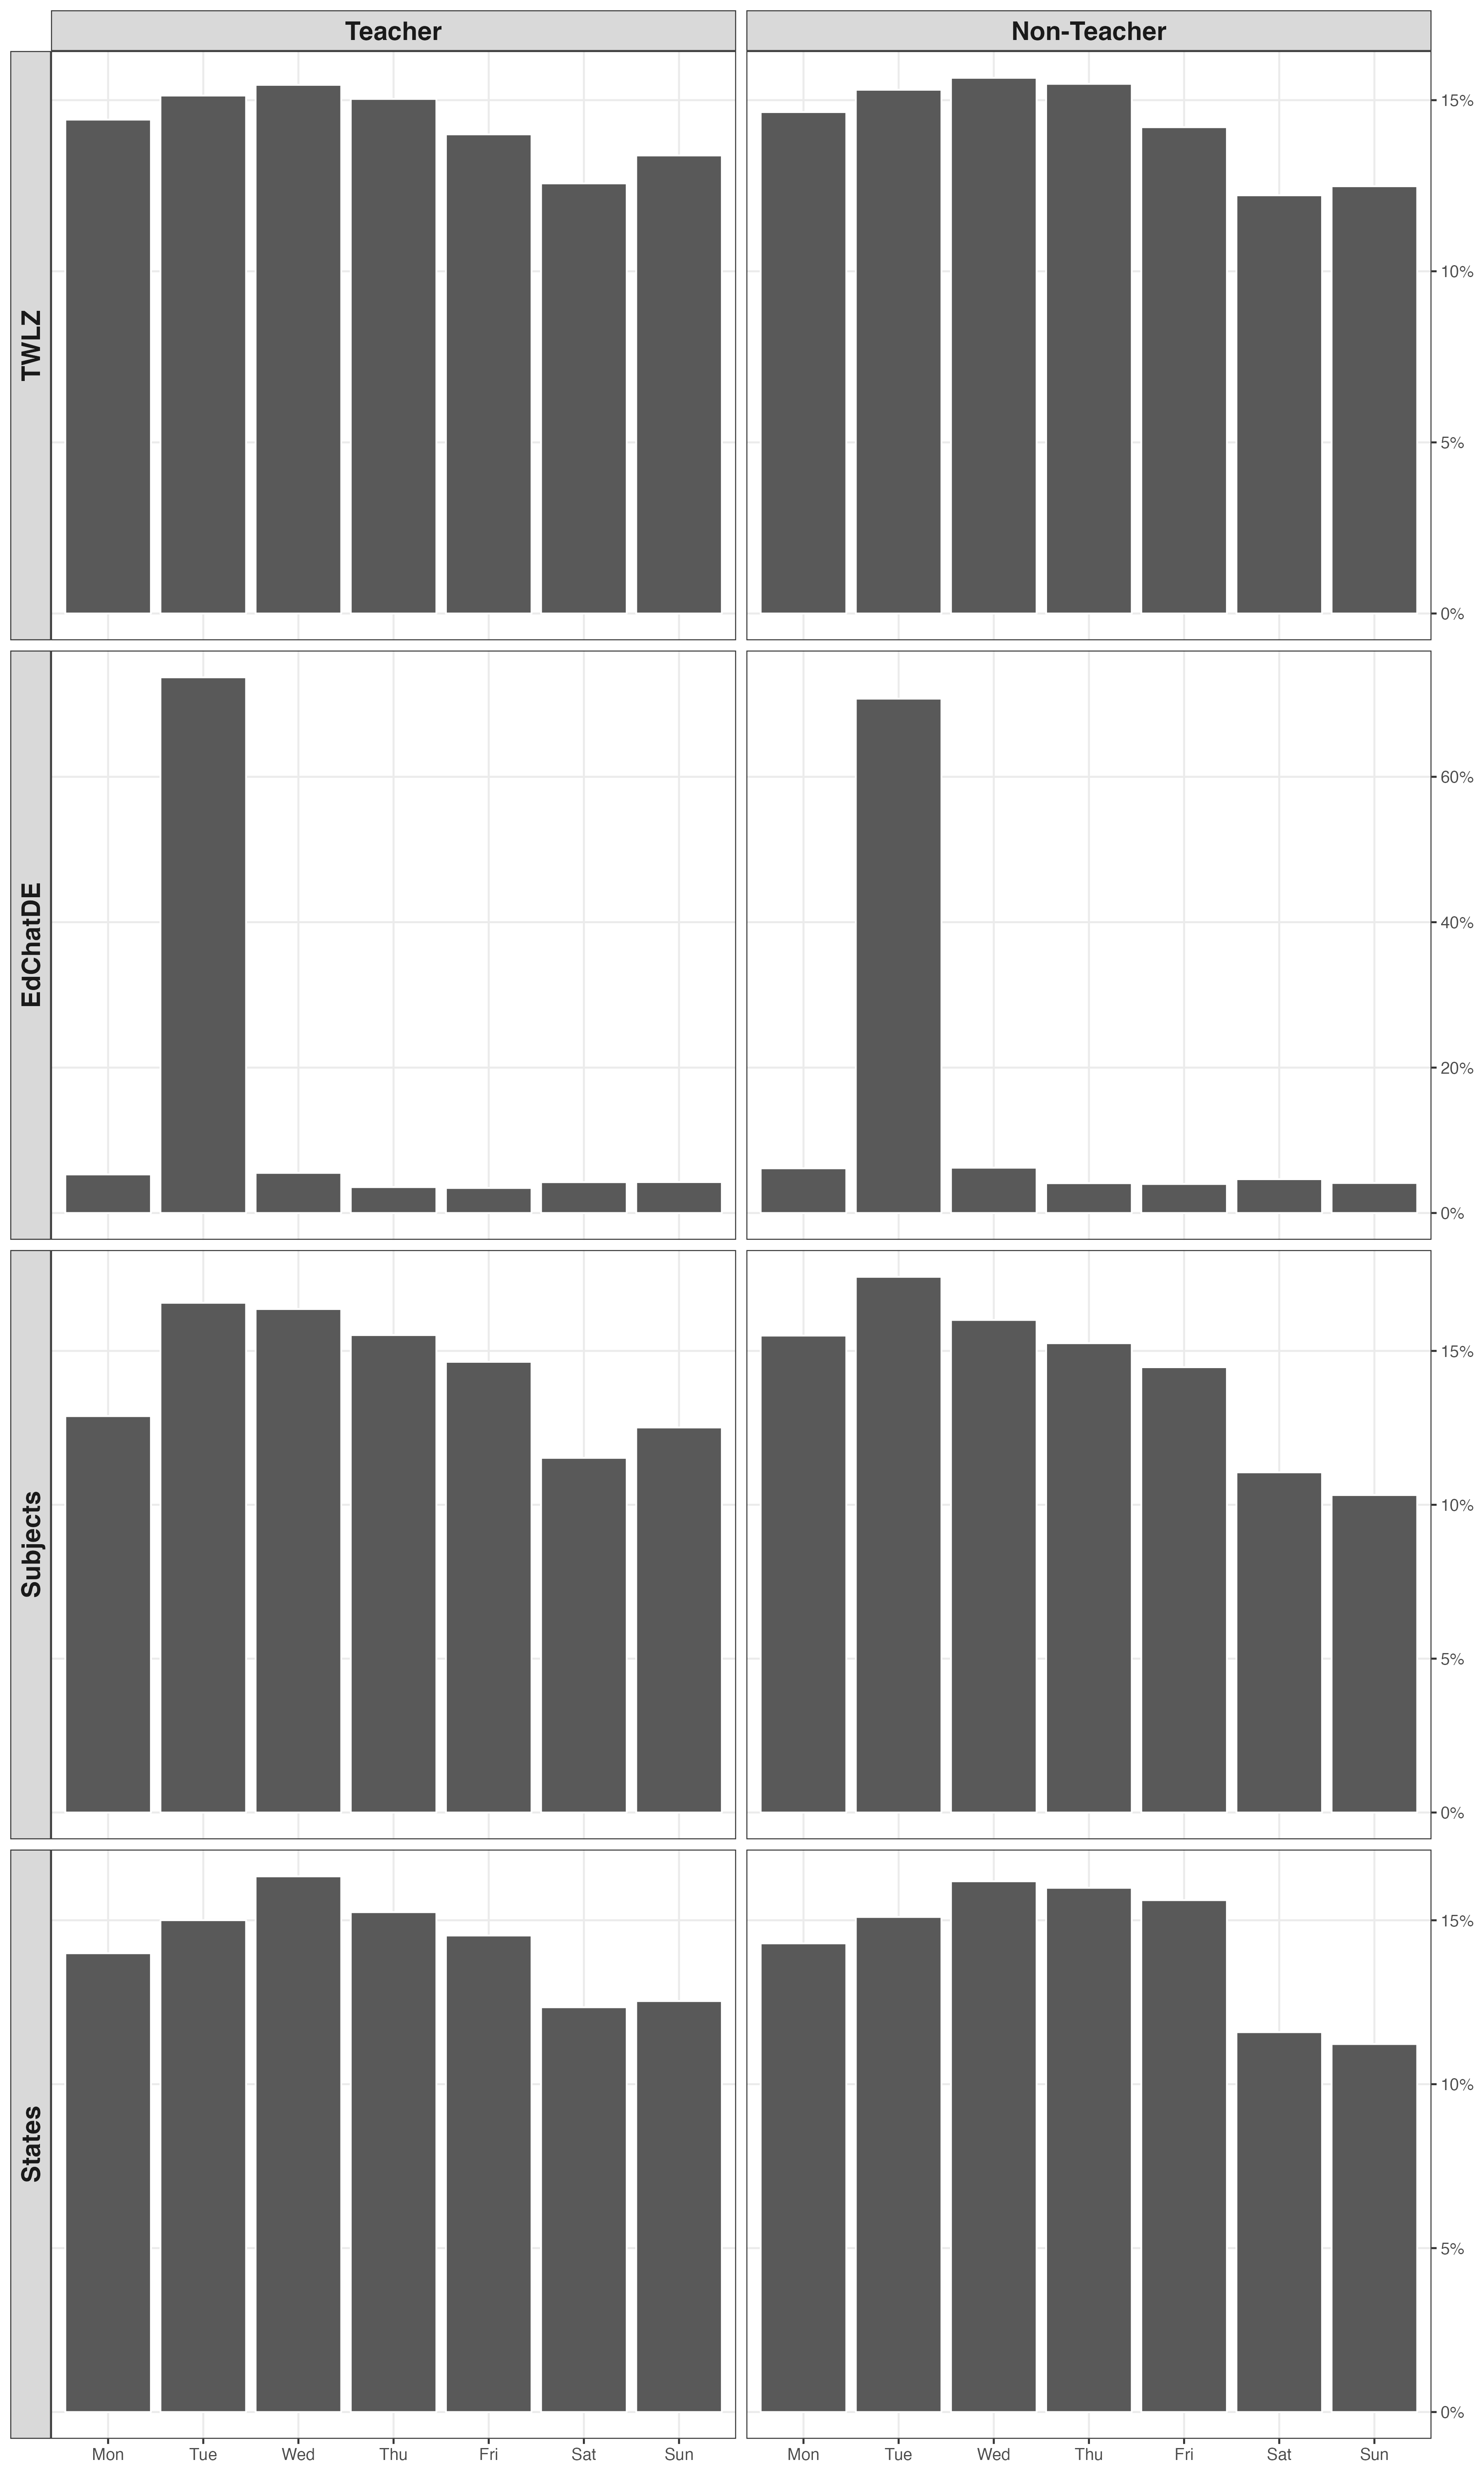 Teacher
Non-Teacher
TWLZ
15%
10%
5%
0%
EdChatDE
60%
40%
20%
0%
Subjects
15%
10%
5%
0%
States
15%
10%
5%
0%
Mon Tue Wed Thu Fri Sat Sun
Mon Tue Wed Thu Fri Sat Sun